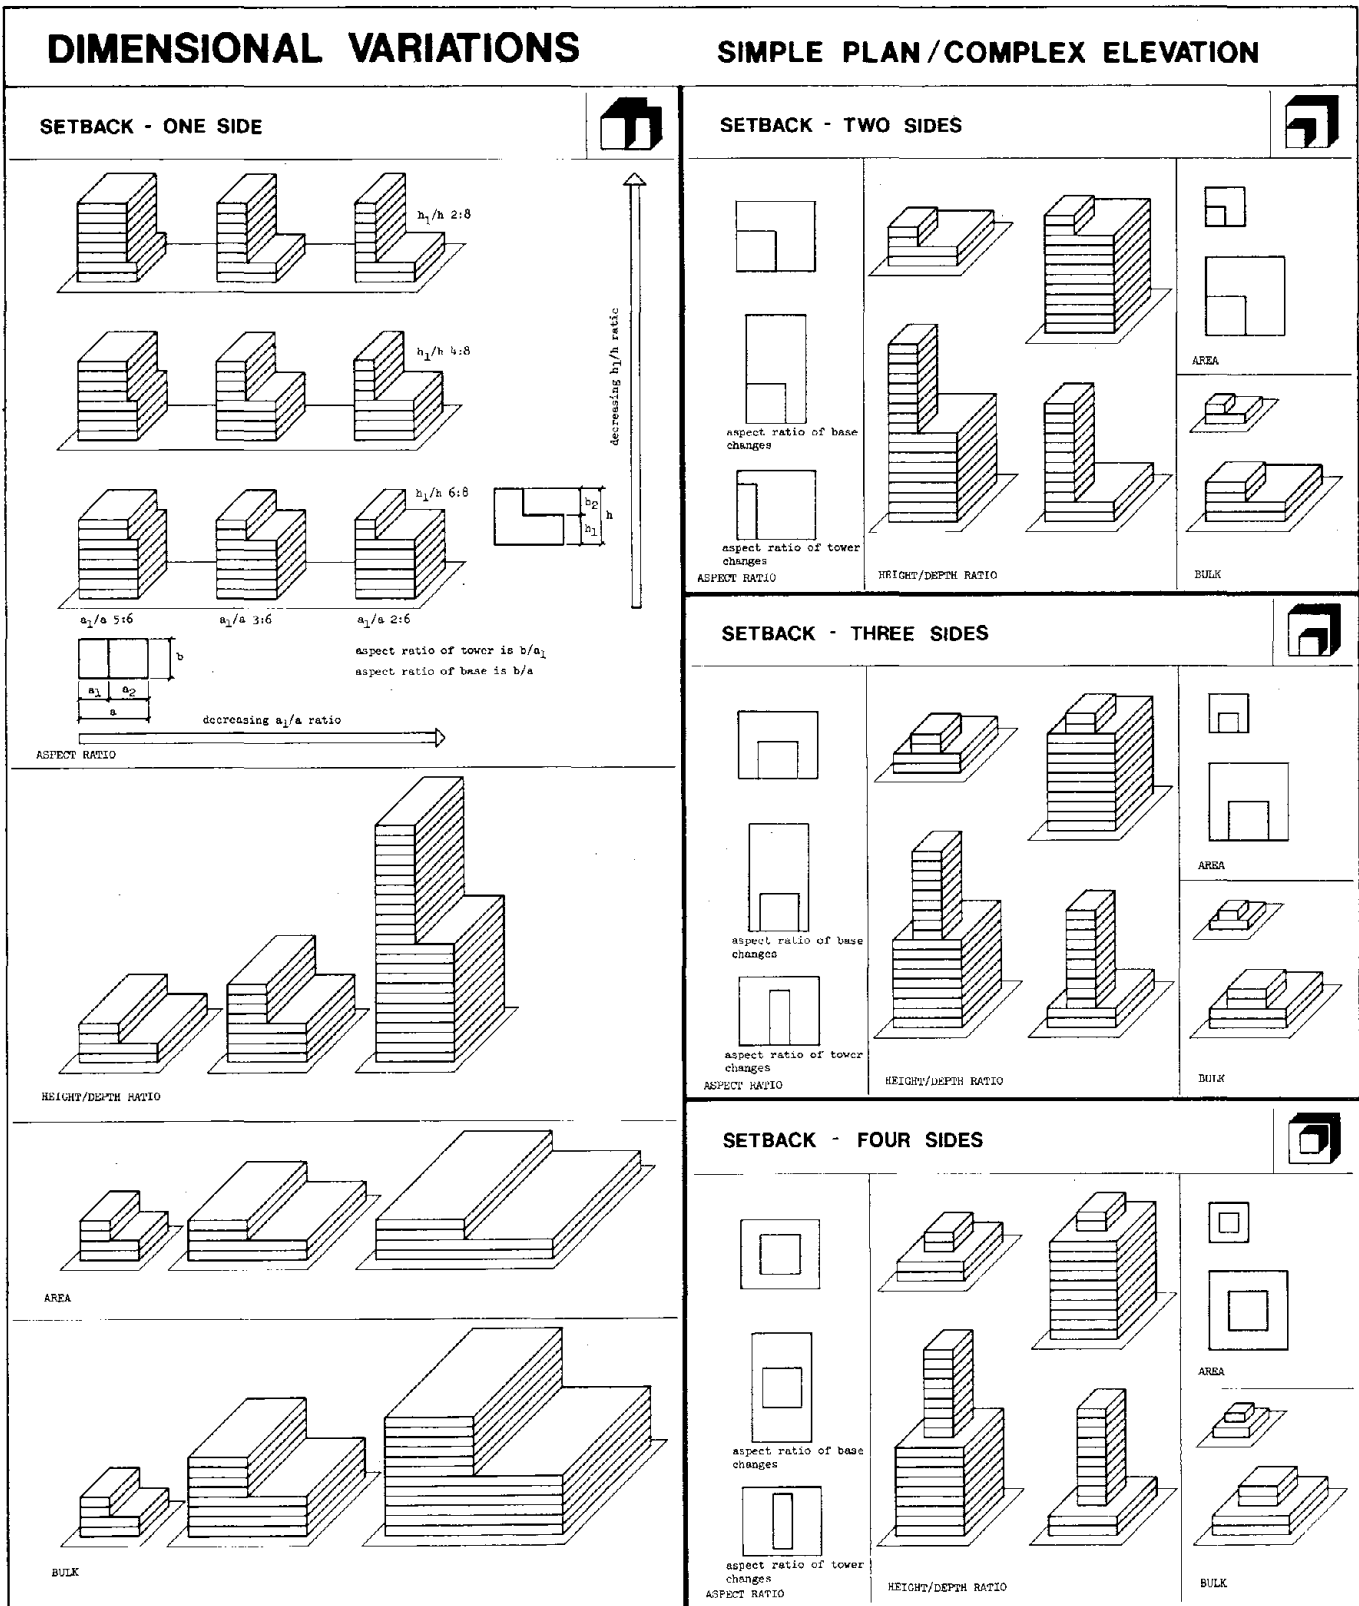 DIMENSIONAL VARIATIONS
SIMPLE PLAN/COMPLEX ELEVATION
SETBACK - ONE SIDE
h1/h 2:8
h1/h 4:8
decreasing h1/h ratio
h1/h 6:8
h2
h
h1
a1/a 5:6
a1/a 3:6
a1/a 2:6
b
aspect ratio of tower is b/a1
aspect ratio of base is b/a
a1
a2
a
decreasing a1/a ratio
ASPECT RATIO
HEIGHT/DEPTH RATIO
AREA
BULK
SETBACK - TWO SIDES
aspect ratio of base
changes
aspect ratio of tower
changes
ASPECT RATIO
HEIGHT/DEPTH RATIO
AREA
BULK
SETBACK - THREE SIDES
aspect ratio of base
changes
aspect ratio of tower
changes
ASPECT RATIO
HEIGHT/DEPTH RATIO
AREA
BULK
SETBACK - FOUR SIDES
aspect ratio of base
changes
aspect ratio of tower
changes
ASPECT RATIO
HEIGHT/DEPTH RATIO
AREA
BULK